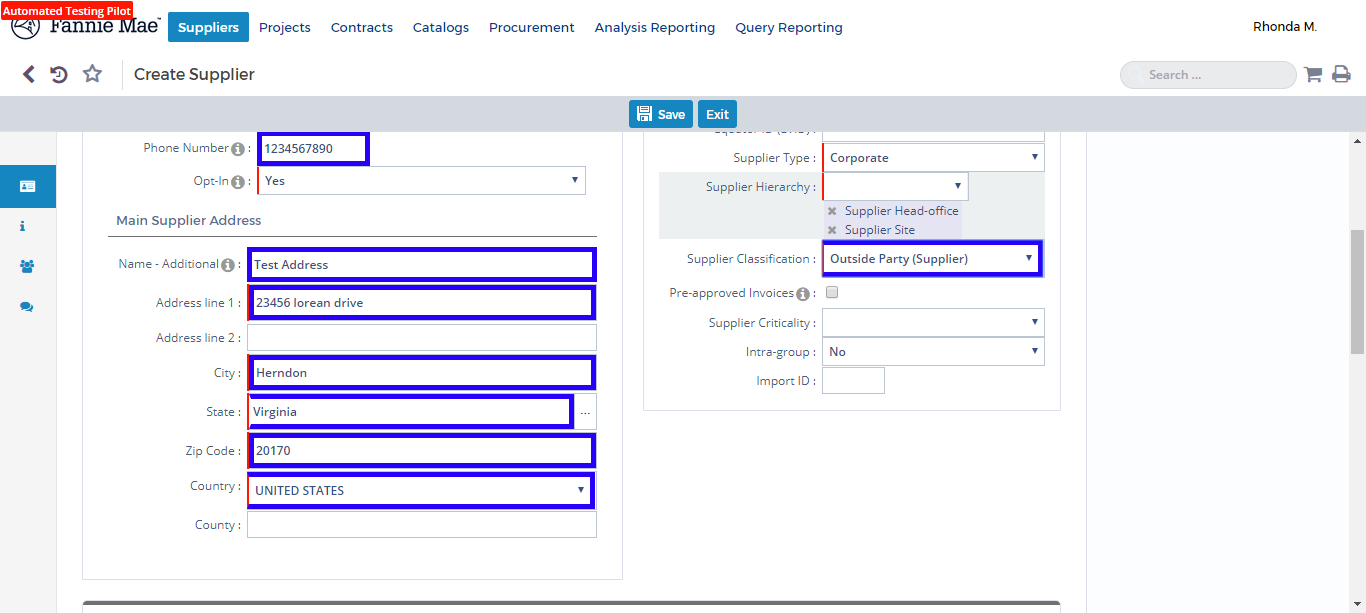 Automated Testing Pilot
Fannie Mae
Suppliers Projects Contracts Catalogs Procurement Analysis Reporting Query Reporting
Rhonda M.
Create Supplier
Search ...
Save Exit
Phone Number : 1234567890
Opt-In : Yes
Main Supplier Address
Name - Additional : Test Address
Address line 1 : 23456 lorean drive
Address line 2 :
City : Herndon
State : Virginia ...
Zip Code : 20170
Country : UNITED STATES
County :
Supplier Type : Corporate
Supplier Hierarchy :
Supplier Head-office
Supplier Site
Supplier Classification : Outside Party (Supplier)
Pre-approved Invoices :
Supplier Criticality :
Intra-group : No
Import ID :